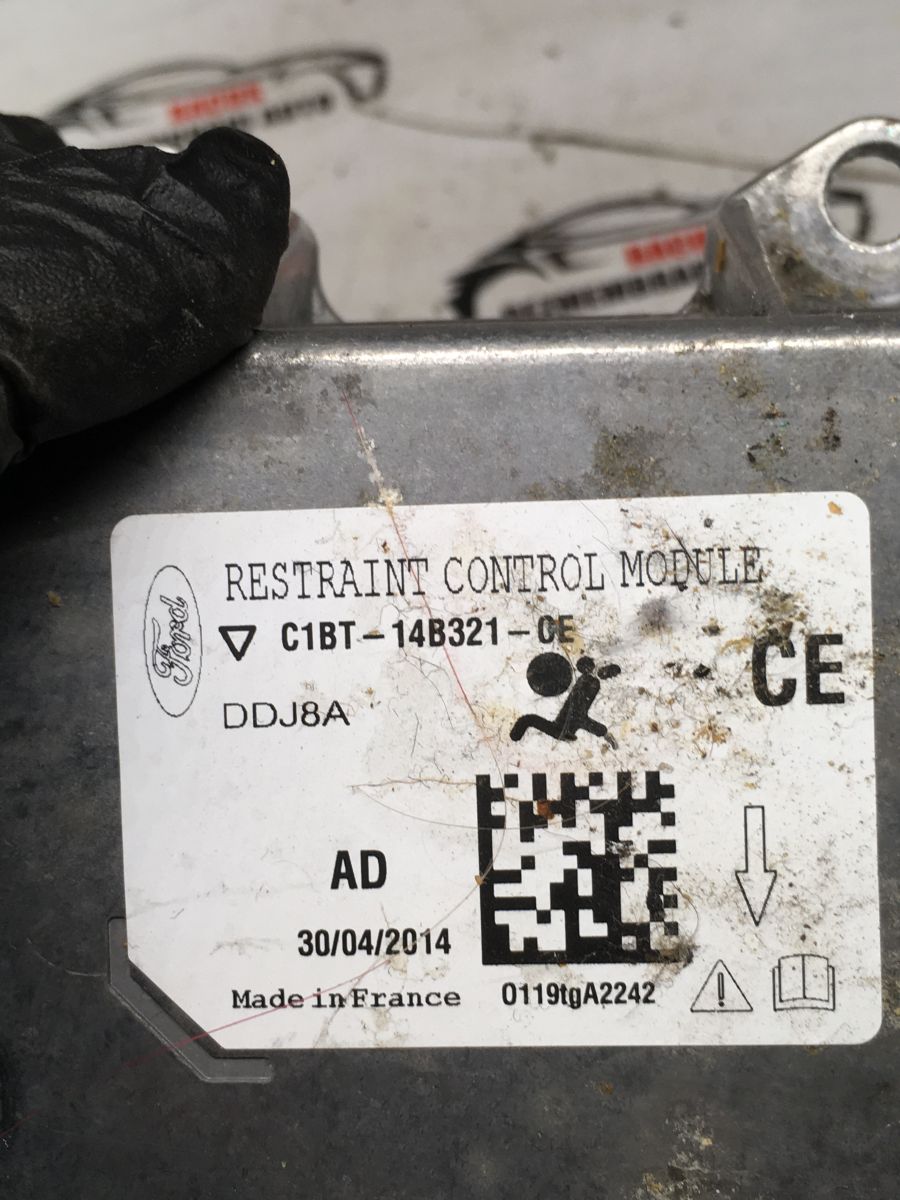 Ford
RESTRAINT CONTROL MODULE
C1BT-14B321-CE
DDJ8A
CE
AD
30/04/2014
Made in France
0119tgA2242